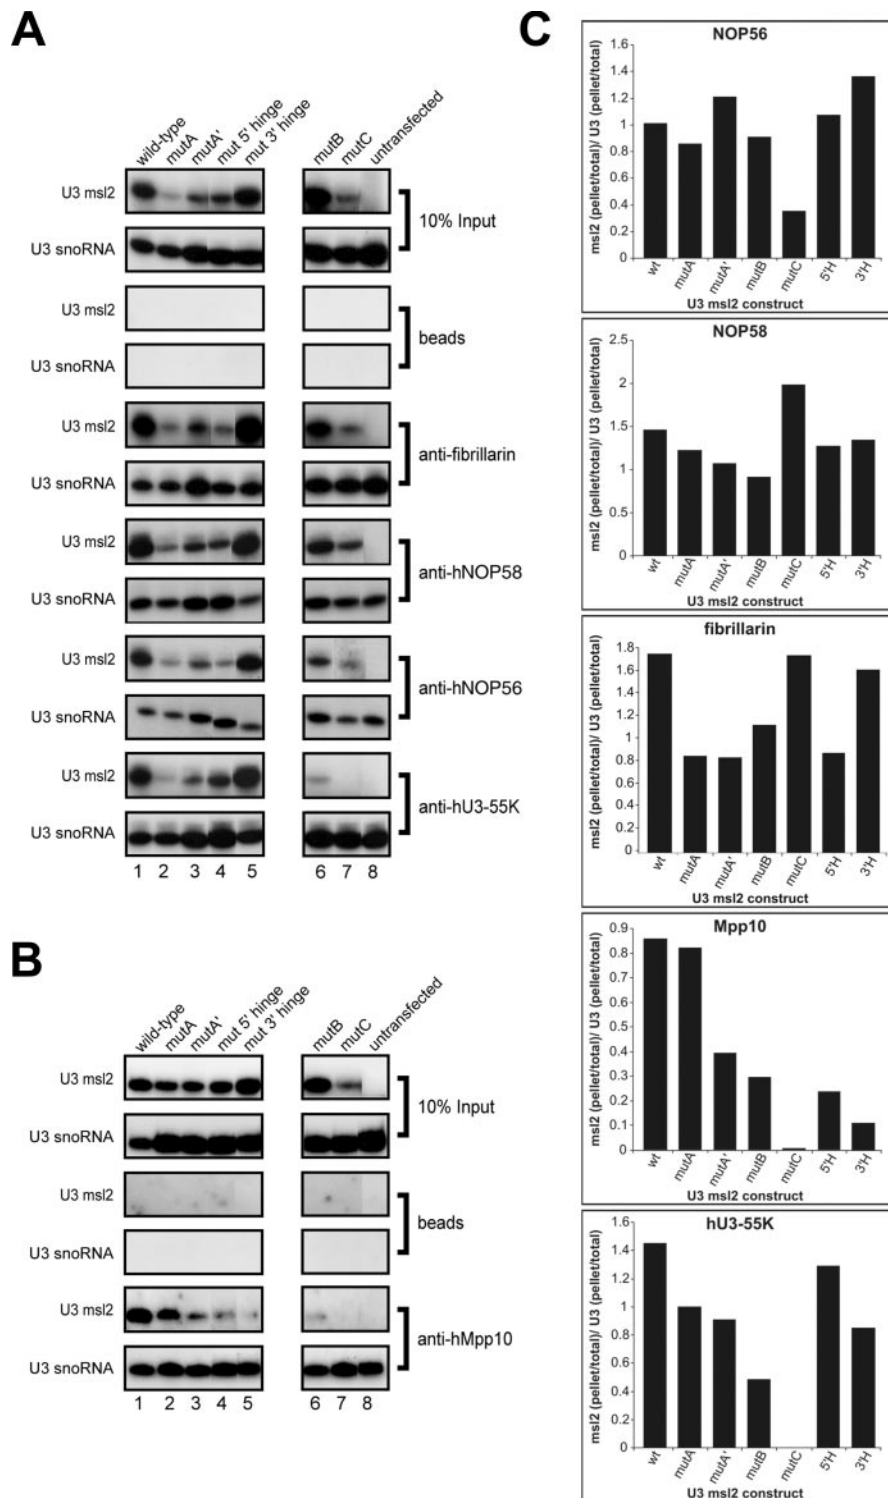 A
wild-type
mutA
mutA'
mut 5' hinge
mut 3' hinge
mutB
mutC
untransfected
U3 msl2
U3 snoRNA
10% Input
U3 msl2
U3 snoRNA
beads
U3 msl2
U3 snoRNA
anti-fibrillarin
U3 msl2
U3 snoRNA
anti-hNOP58
U3 msl2
U3 snoRNA
anti-hNOP56
U3 msl2
U3 snoRNA
anti-hU3-55K
1 2 3 4 5 6 7 8
B
wild-type
mutA
mutA'
mut 5' hinge
mut 3' hinge
mutB
mutC
untransfected
U3 msl2
U3 snoRNA
10% Input
U3 msl2
U3 snoRNA
beads
U3 msl2
U3 snoRNA
anti-hMpp10
1 2 3 4 5 6 7 8
C
NOP56
msl2 (pellet/total)/ U3 (pellet/total)
1.6
1.4
1.2
1
0.8
0.6
0.4
0.2
0
wt mutA mutA' mutB mutC 5'H 3'H
U3 msl2 construct
NOP58
msl2 (pellet/total)/ U3 (pellet/total)
2.5
2
1.5
1
0.5
0
wt mutA mutA' mutB mutC 5'H 3'H
U3 msl2 construct
fibrillarin
msl2 (pellet/total)/ U3 (pellet/total)
1.8
1.6
1.4
1.2
1
0.8
0.6
0.4
0.2
0
wt mutA mutA' mutB mutC 5'H 3'H
U3 msl2 construct
Mpp10
msl2 (pellet/total)/ U3 (pellet/total)
0.9
0.8
0.7
0.6
0.5
0.4
0.3
0.2
0.1
0
wt mutA mutA' mutB mutC 5'H 3'H
U3 msl2 construct
hU3-55K
msl2 (pellet/total)/ U3 (pellet/total)
1.6
1.4
1.2
1
0.8
0.6
0.4
0.2
0
wt mutA mutA' mutB mutC 5'H 3'H
U3 msl2 construct